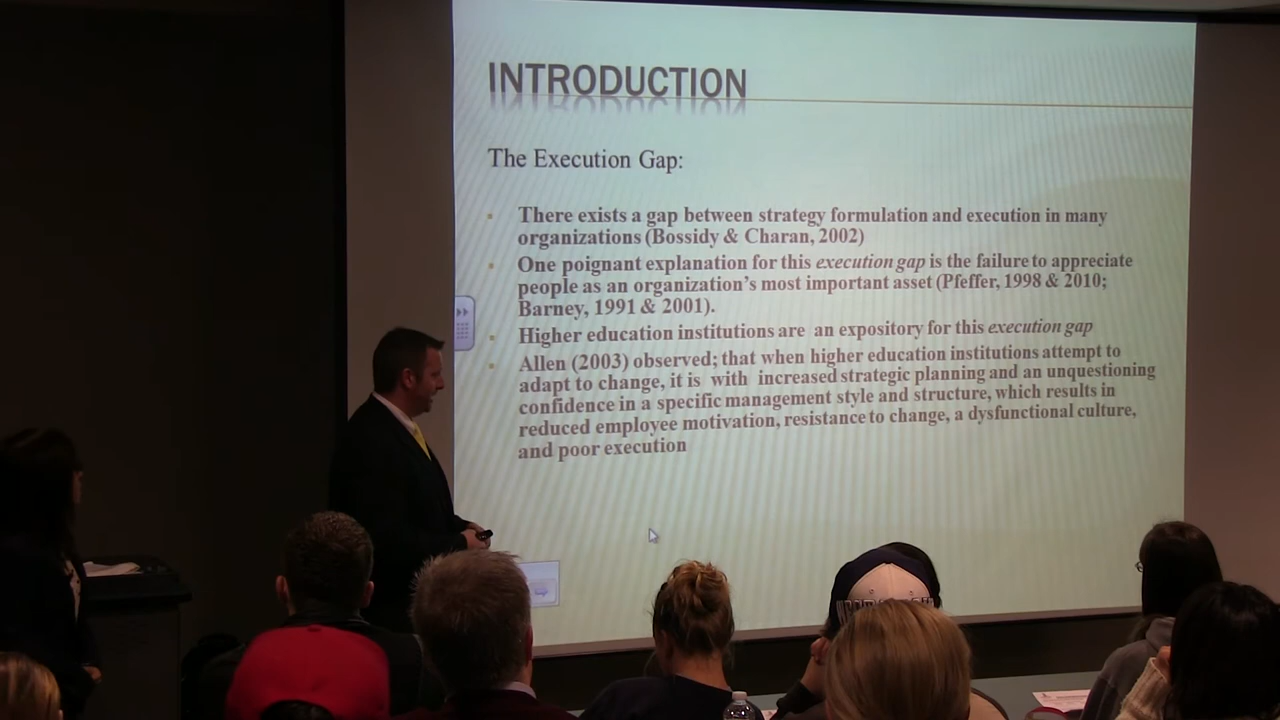 INTRODUCTION
The Execution Gap:
There exists a gap between strategy formulation and execution in many
organizations (Bossidy & Charan, 2002)
One poignant explanation for this execution gap is the failure to appreciate
people as an organization's most important asset (Pfeffer, 1998 & 2010;
Barney, 1991 & 2001).
Higher education institutions are an expository for this execution gap
Allen (2003) observed; that when higher education institutions attempt to
adapt to change, it is with increased strategic planning and an unquestioning
confidence in a specific management style and structure, which results in
reduced employee motivation, resistance to change, a dysfunctional culture,
and poor execution